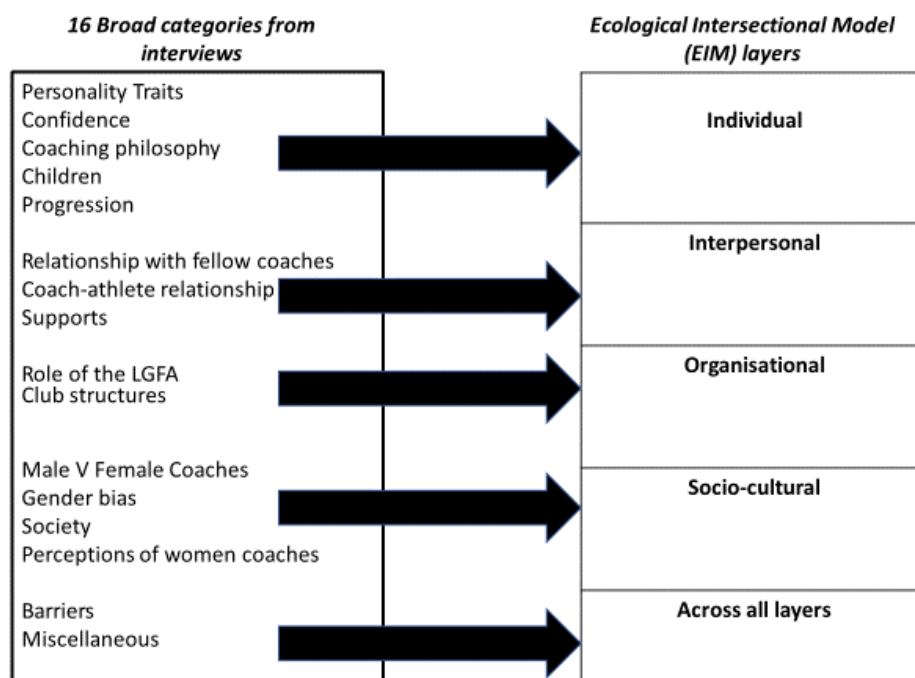 16 Broad categories from
interviews
Ecological Intersectional Model
(EIM) layers
Personality Traits
Confidence
Coaching philosophy
Children
Progression
Individual
Relationship with fellow coaches
Coach-athlete relationship
Supports
Interpersonal
Role of the LGFA
Club structures
Organisational
Male V Female Coaches
Gender bias
Society
Perceptions of women coaches
Socio-cultural
Barriers
Miscellaneous
Across all layers